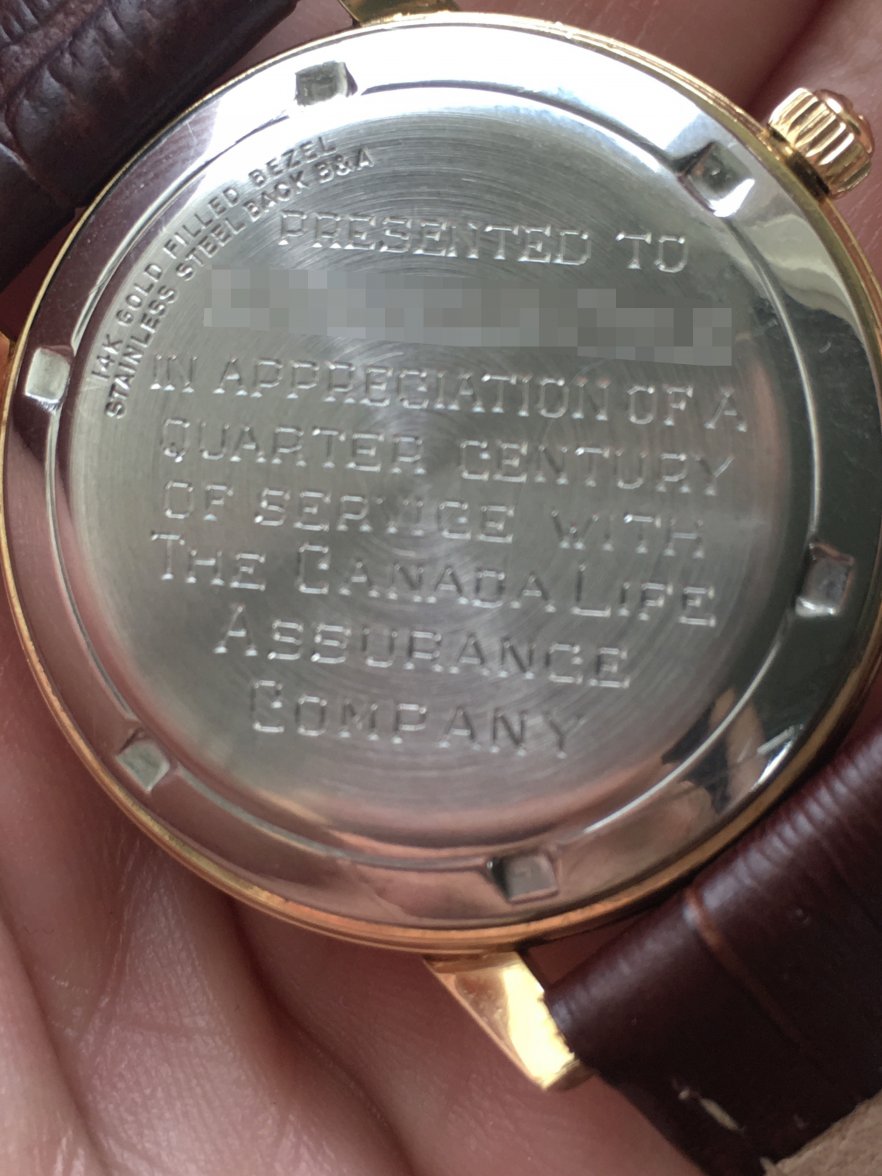 14K GOLD FILLED BEZEL
STAINLESS STEEL BACK B&A
PRESENTED TO
IN APPRECIATION OF A
QUARTER CENTURY
OF SERVICE WITH
THE CANADA LIFE
ASSURANCE
COMPANY